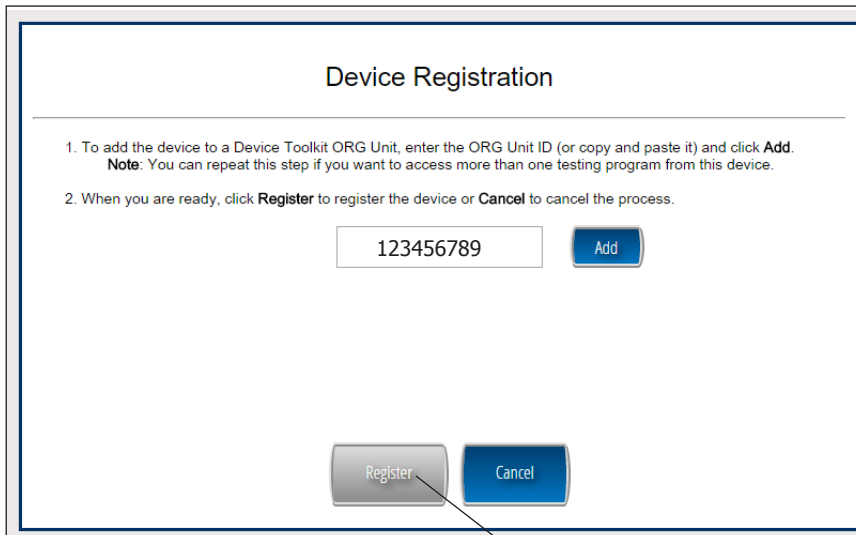 Device Registration
1. To add the device to a Device Toolkit ORG Unit, enter the ORG Unit ID (or copy and paste it) and click Add.
Note: You can repeat this step if you want to access more than one testing program from this device.
2. When you are ready, click Register to register the device or Cancel to cancel the process.
123456789 Add
Register Cancel